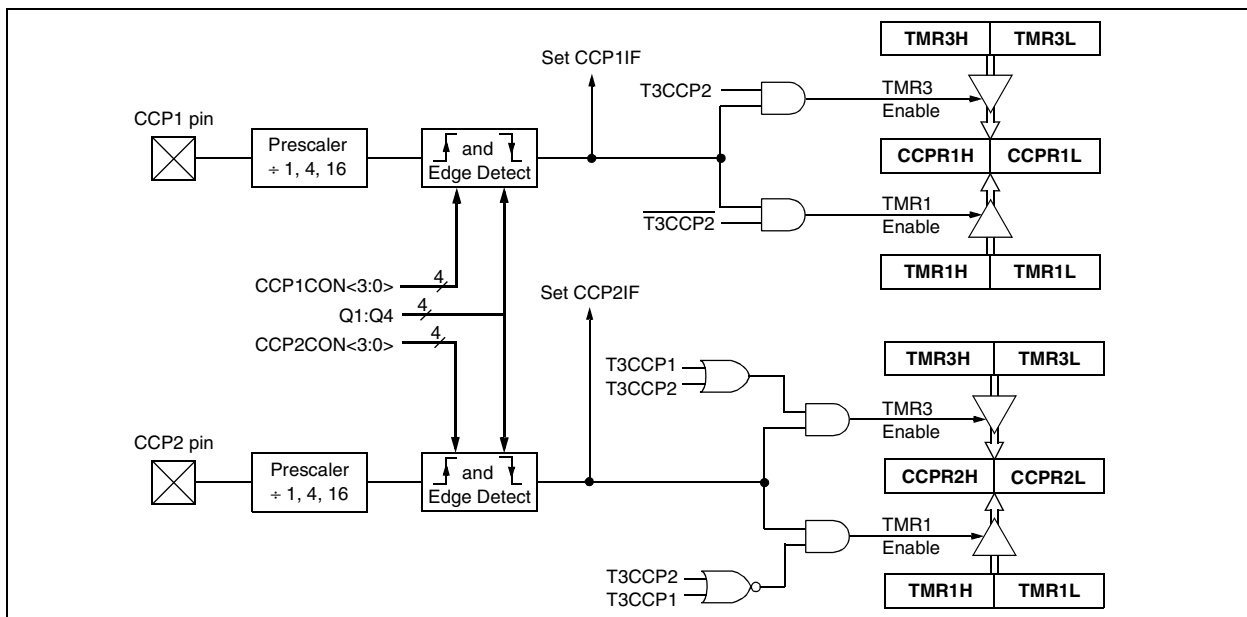 TMR3H TMR3L
Set CCP1IF
T3CCP2
TMR3
Enable
CCP1 pin
Prescaler
÷ 1, 4, 16
and
Edge Detect
CCPR1H CCPR1L
TMR1
Enable
T3CCP2
TMR1H TMR1L
CCP1CON<3:0> 4
Q1:Q4 4
CCP2CON<3:0> 4
Set CCP2IF
TMR3H TMR3L
T3CCP1
T3CCP2
TMR3
Enable
CCP2 pin
Prescaler
÷ 1, 4, 16
and
Edge Detect
CCPR2H CCPR2L
TMR1
Enable
T3CCP2
T3CCP1
TMR1H TMR1L